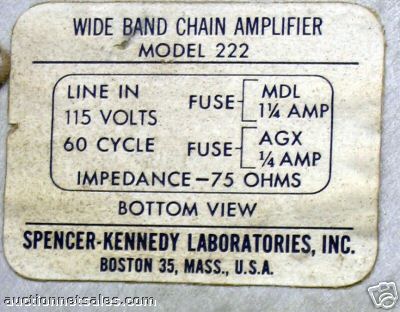 WIDE BAND CHAIN AMPLIFIER
MODEL 222
LINE IN
115 VOLTS
60 CYCLE
FUSE
MDL
1¼ AMP
FUSE
AGX
¼ AMP
IMPEDANCE—75 OHMS
BOTTOM VIEW
SPENCER-KENNEDY LABORATORIES, INC.
BOSTON 35, MASS., U.S.A.
auctionnetsales.com